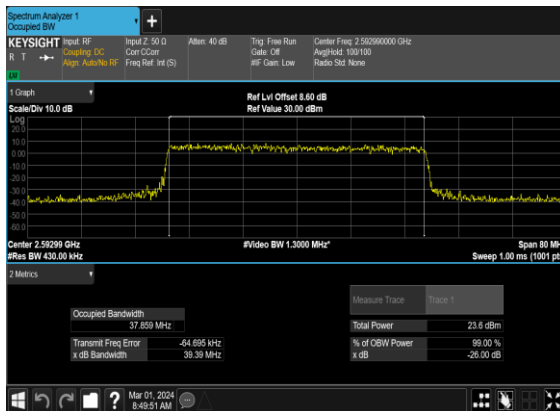 Spectrum Analyzer 1
Occupied BW
KEYSIGHT
R T
Input: RF
Coupling: DC
Align: Auto/No RF
Input Z: 50 Ω
Corr CCorr
Freq Ref: Int (S)
Atten: 40 dB
Trig: Free Run
Gate: Off
#IF Gain: Low
Center Freq: 2.592990000 GHz
Avg|Hold: 100/100
Radio Std: None
1 Graph
Scale/Div 10.0 dB
Ref Lvl Offset 8.60 dB
Ref Value 30.00 dBm
Log
20.0
10.0
0.00
-10.0
-20.0
-30.0
-40.0
-50.0
-60.0
Center 2.59299 GHz
#Res BW 430.00 kHz
#Video BW 1.3000 MHz*
Span 80 MH
Sweep 1.00 ms (1001 pt
2 Metrics
Measure Trace Trace 1
Occupied Bandwidth
37.859 MHz
Total Power 23.6 dBm
Transmit Freq Error -64.695 kHz
% of OBW Power 99.00 %
x dB Bandwidth 39.39 MHz
x dB -26.00 dB
Mar 01, 2024
8:49:51 AM